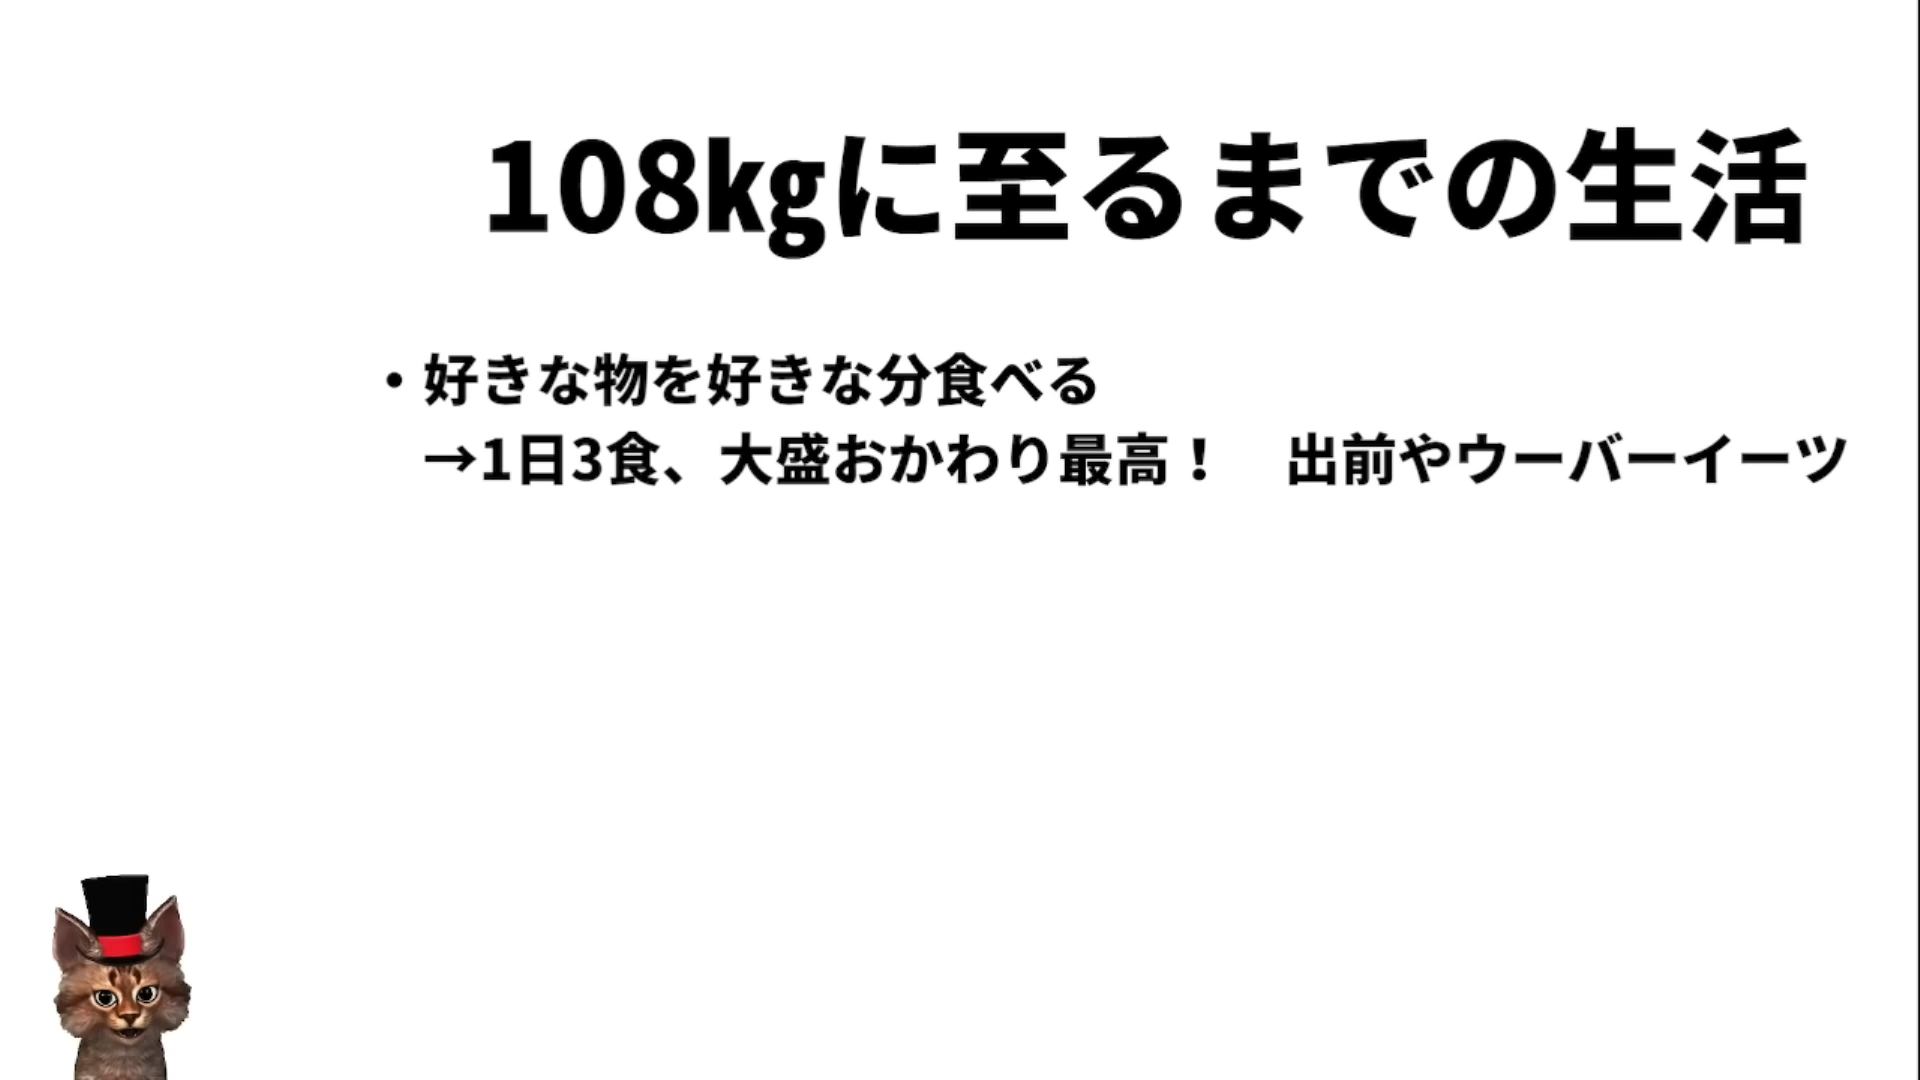 108kgに至るまでの生活
・好きな物を好きな分食べる
→1日3食、大盛おかわり最高！　出前やウーバーイーツ